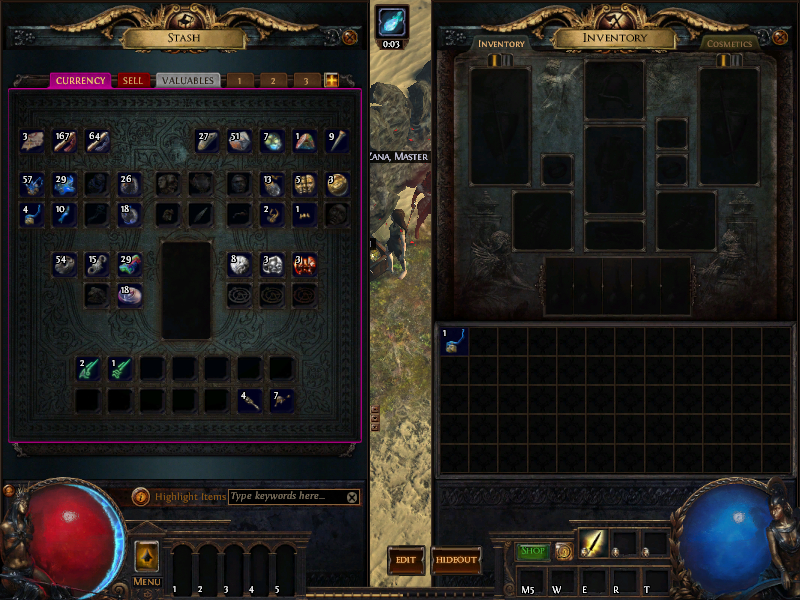 STASH
INVENTORY
0:03
INVENTORY
COSMETICS
CURRENCY
SELL
VALUABLES
1
2
3
3
167
64
27
51
7
1
9
ZANA, MASTER
57
29
26
13
5
3
4
10
18
2
1
54
15
29
8
3
3
18
1
2
1
4
7
Highlight Items
Type keywords here...
MENU
1
2
3
4
5
EDIT
HIDEOUT
SHOP
M5
W
E
R
T